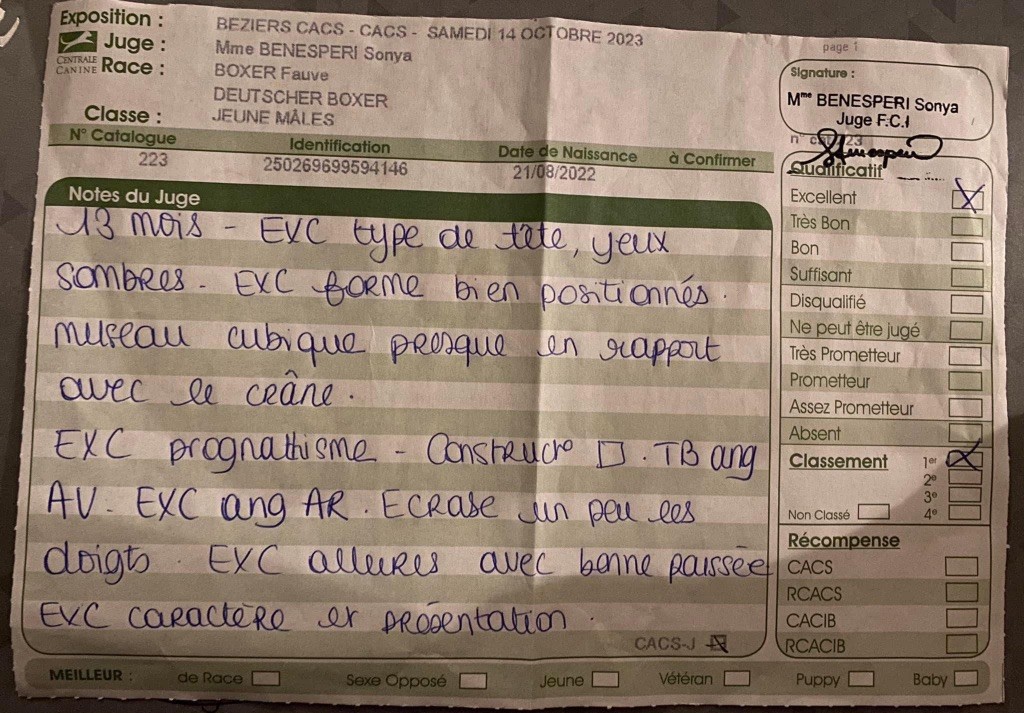 Exposition : BEZIERS CACS - CACS - SAMEDI 14 OCTOBRE 2023
CENTRALE CANINE
Juge : Mme BENESPERI Sonya
Race : BOXER Fauve
DEUTSCHER BOXER
Classe : JEUNE MÂLES
page 1
Signature :
Mme BENESPERI Sonya
Juge F.C.I
N° Catalogue Identification Date de Naissance à Confirmer
223 250269699594146 21/08/2022
Notes du Juge
13 mois - EXC type de tête, yeux
sombres. EXC forme bien positionnés.
museau cubique presque en rapport
avec le crâne.
EXC prognathisme - Construct° □. TB ang
AV. EXC ang AR. ECRASE un peu les
doigts. EXC allures avec bonne poussée
EXC caractère et présentation.
CACS-J
Qualificatif
Excellent
Très Bon
Bon
Suffisant
Disqualifié
Ne peut être jugé
Très Prometteur
Prometteur
Assez Prometteur
Absent
Classement 1er
2e
3e
Non Classé 4e
Récompense
CACS
RCACS
CACIB
RCACIB
MEILLEUR : de Race Sexe Opposé Jeune Vétéran Puppy Baby